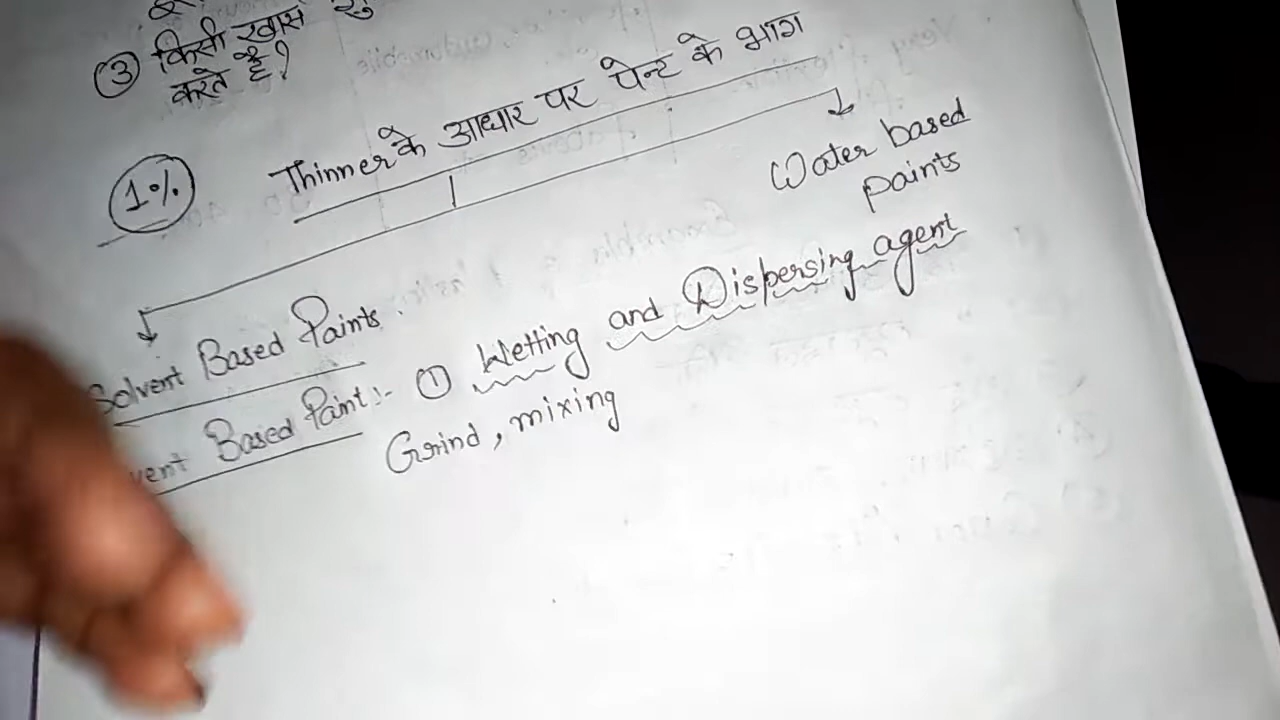 ③ किसी खास
करते है?
1%
Thinner के आधार पर पेन्ट के भाग
Water based
paints
Solvent Based Paints.
vent Based Paint:- ① Wetting and Dispersing agent
Grind, mixing